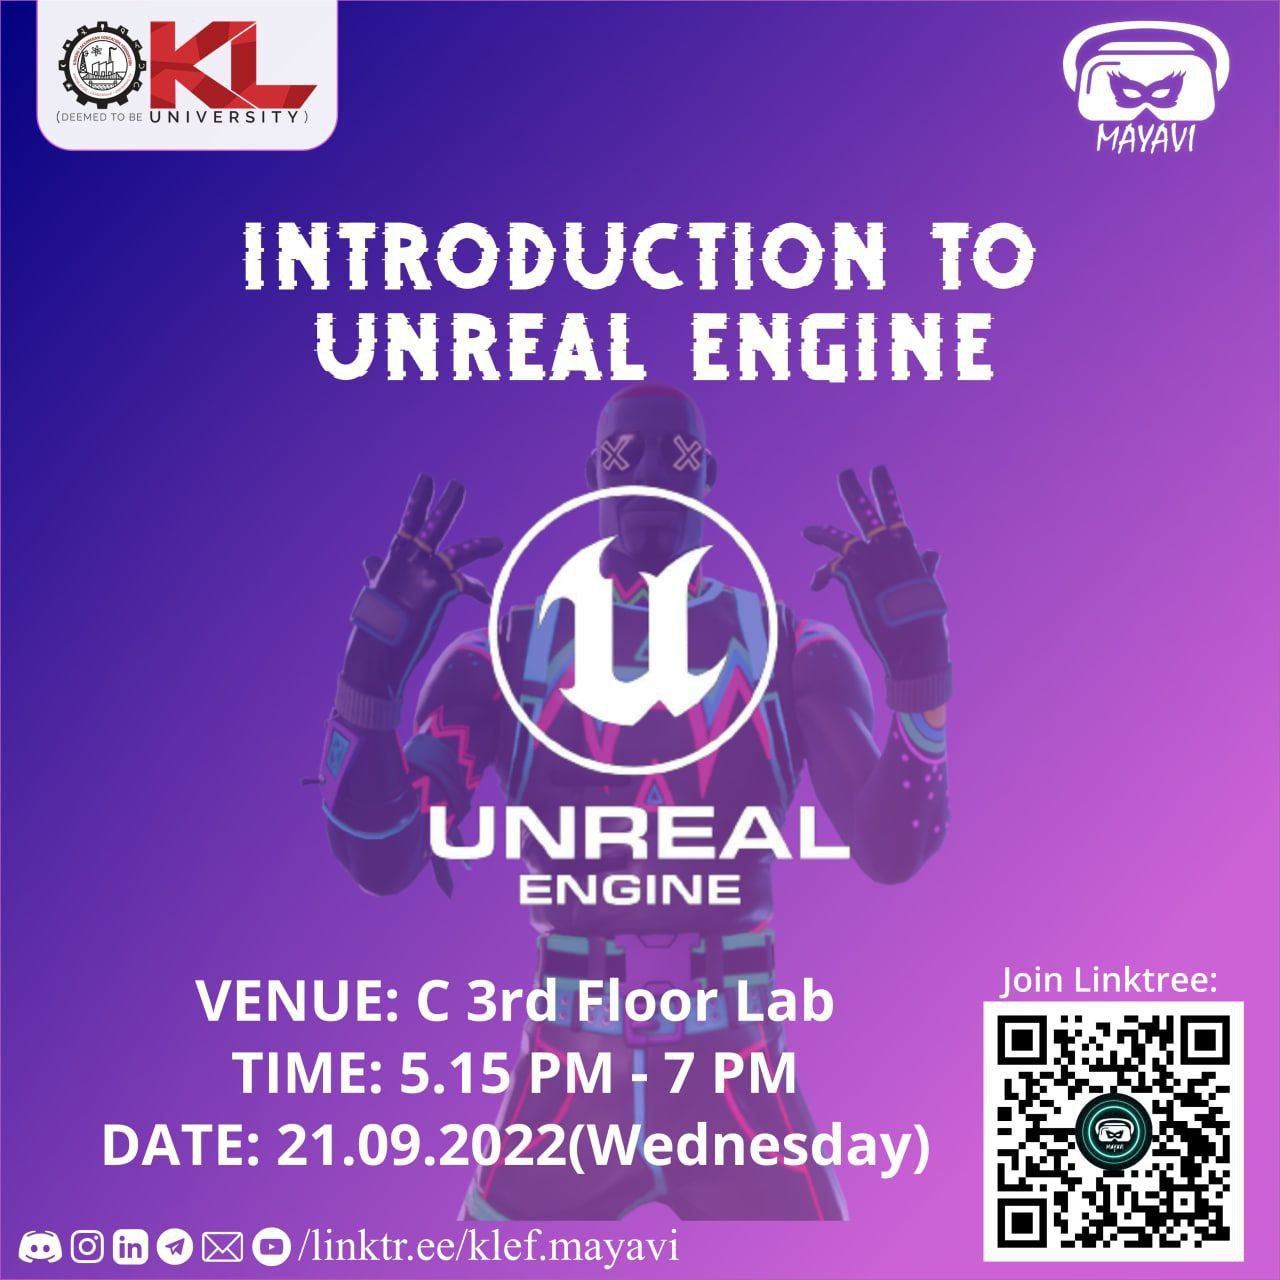 KL
(DEEMED TO BE UNIVERSITY)
MAYAVI
INTRODUCTION TO
UNREAL ENGINE
UNREAL
ENGINE
VENUE: C 3rd Floor Lab
TIME: 5.15 PM - 7 PM
DATE: 21.09.2022(Wednesday)
Join Linktree:
MAYAVI
/linktr.ee/klef.mayavi